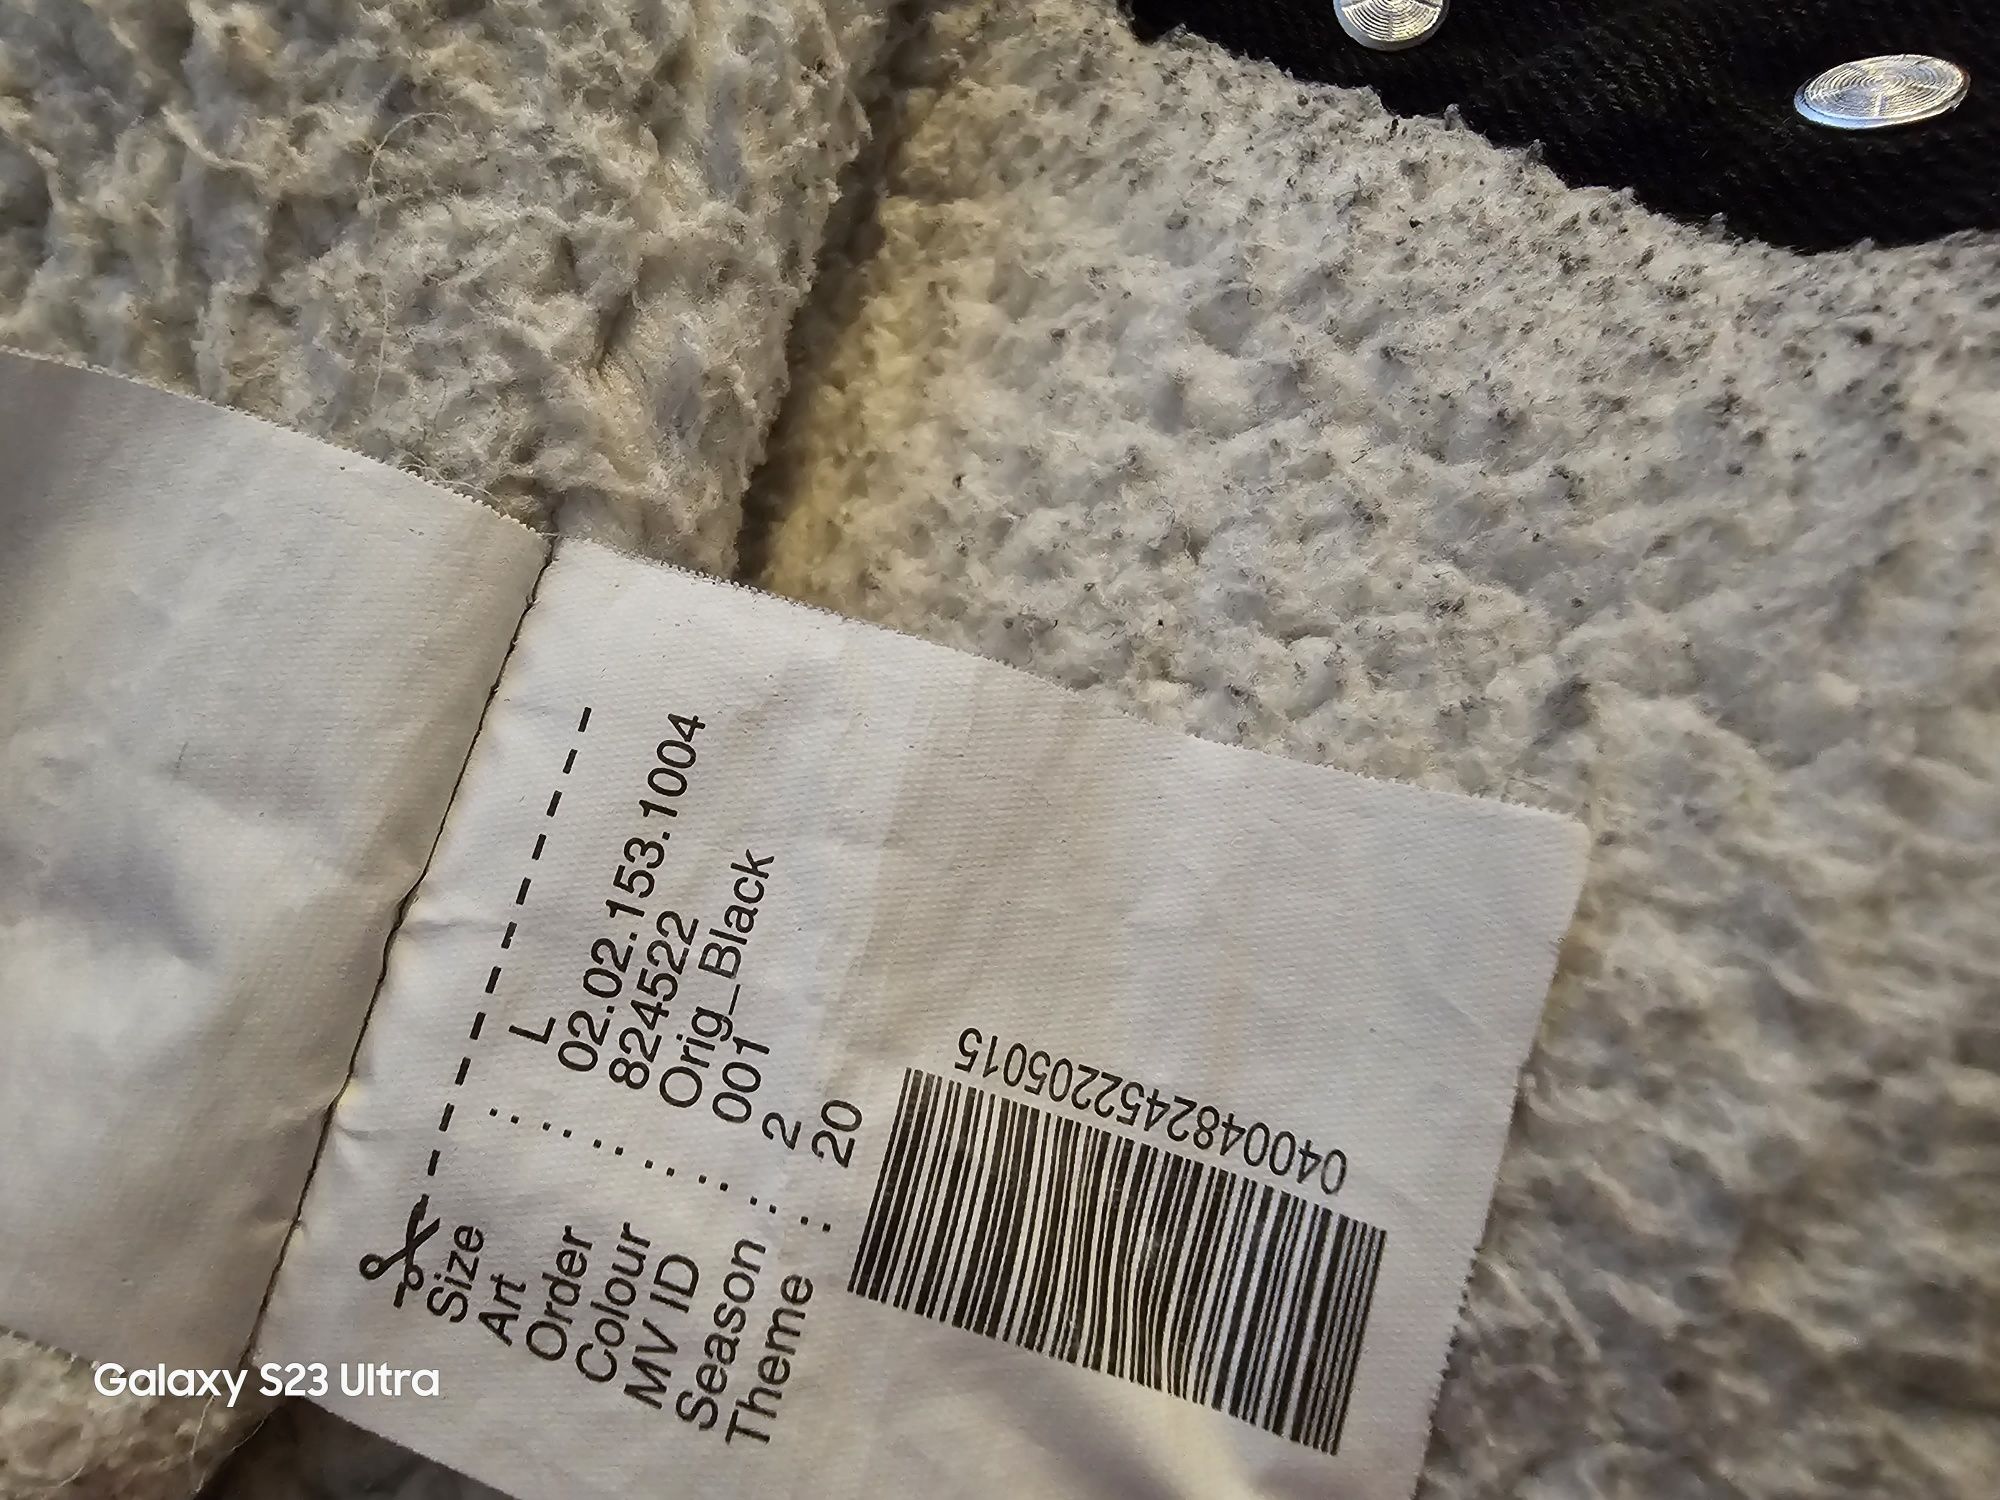 Size : L
Art : 02.02.153.1004
Order : 824522
Colour : Orig_Black
MV ID : 001
Season : 2
Theme : 20
0400482452205015
Galaxy S23 Ultra